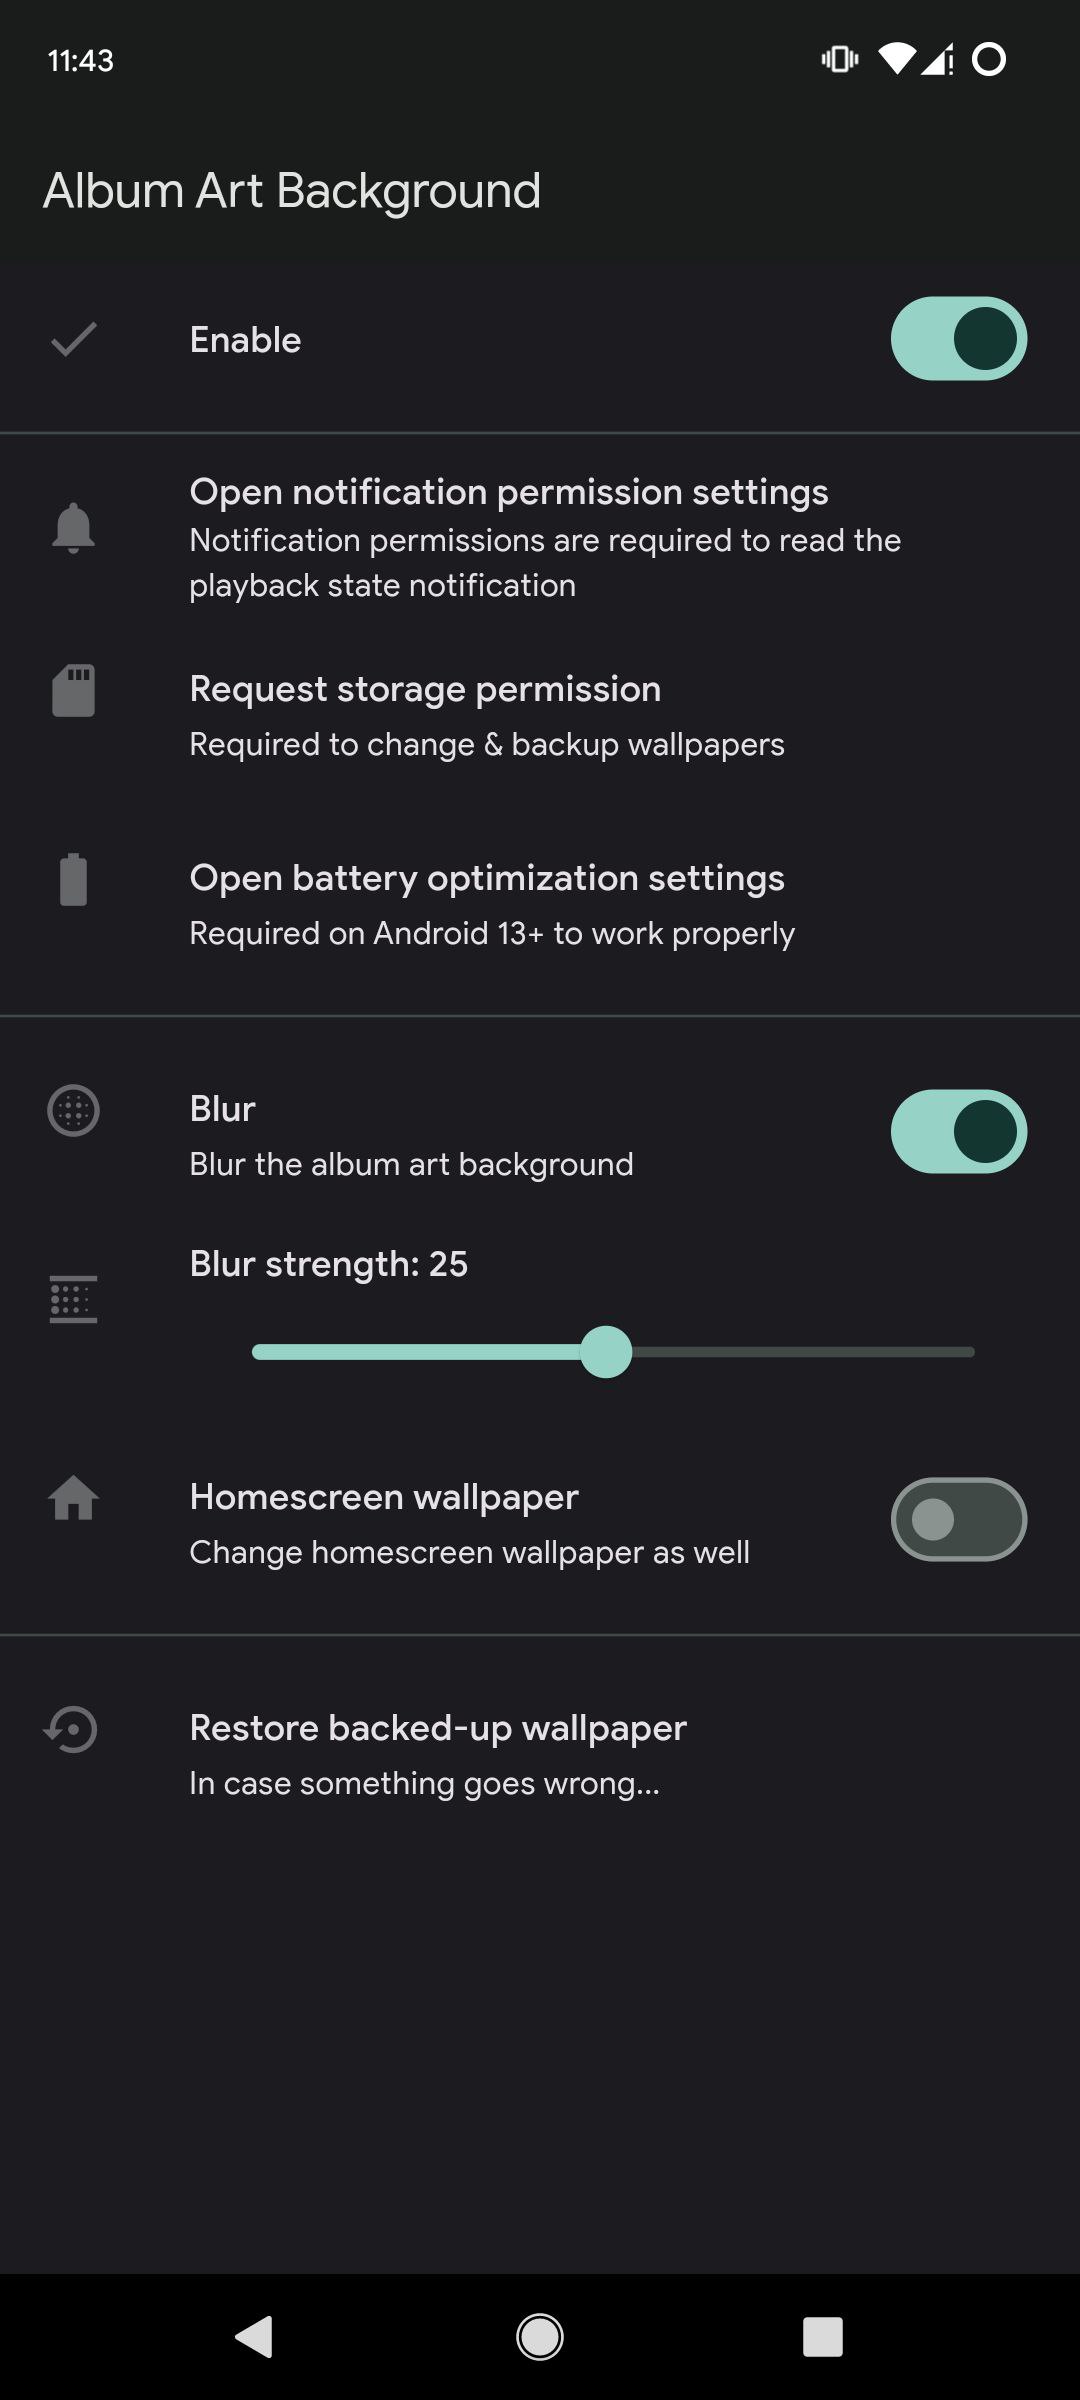 11:43
Album Art Background
Enable
Open notification permission settings
Notification permissions are required to read the
playback state notification
Request storage permission
Required to change & backup wallpapers
Open battery optimization settings
Required on Android 13+ to work properly
Blur
Blur the album art background
Blur strength: 25
Homescreen wallpaper
Change homescreen wallpaper as well
Restore backed-up wallpaper
In case something goes wrong...